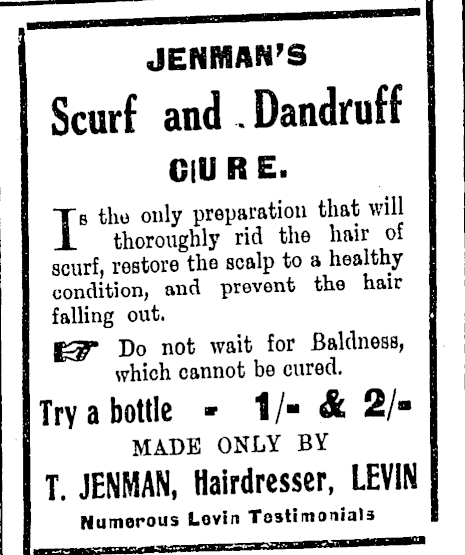 JENMAN'S
Scurf and Dandruff
CURE.
Is the only preparation that will
thoroughly rid the hair of
scurf, restore the scalp to a healthy
condition, and prevent the hair
falling out.
☞ Do not wait for Baldness,
which cannot be cured.
Try a bottle - 1/- & 2/-
MADE ONLY BY
T. JENMAN, Hairdresser, LEVIN
Numerous Levin Testimonials